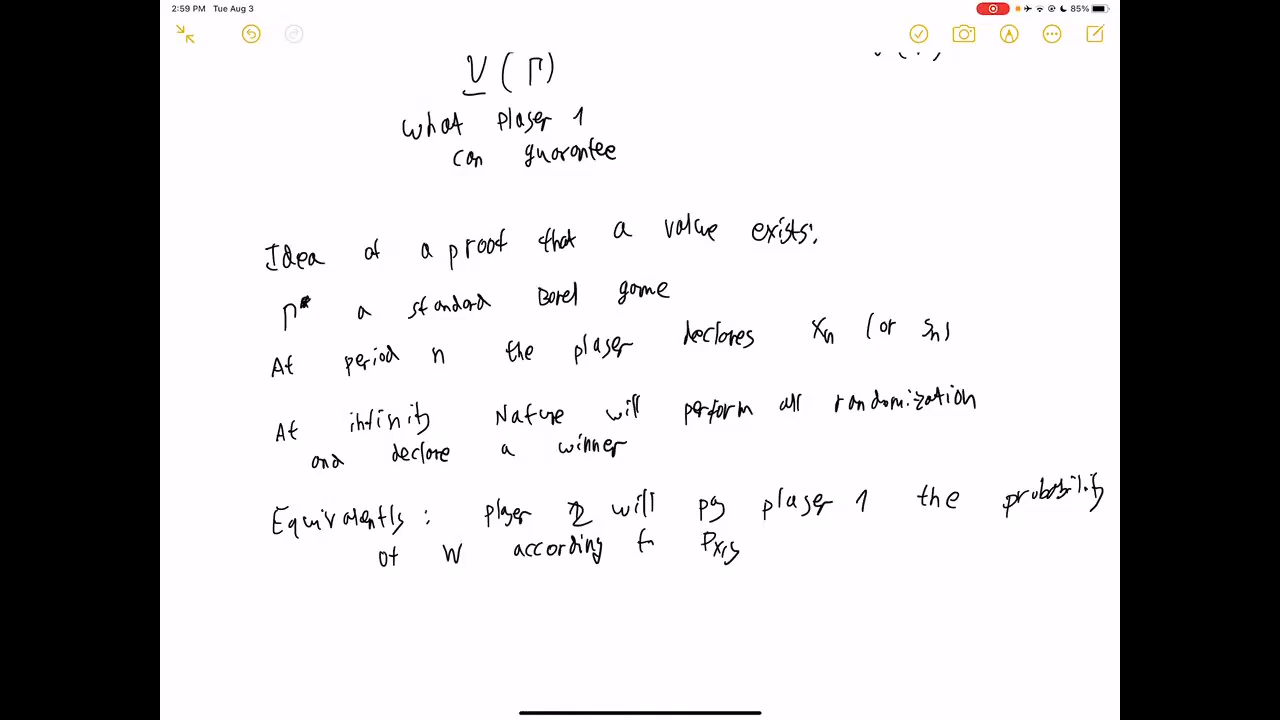 2:59 PM Tue Aug 3
85%
V (Γ)
what player 1
can guarantee
Idea of a proof that a value exists:
Γ* a standard Borel game
At period n the player declares xn (or sn)
At infinity Nature will perform all randomization
and declare a winner
Equivalently: player 2 will pay player 1 the probability
of W according to Px,y